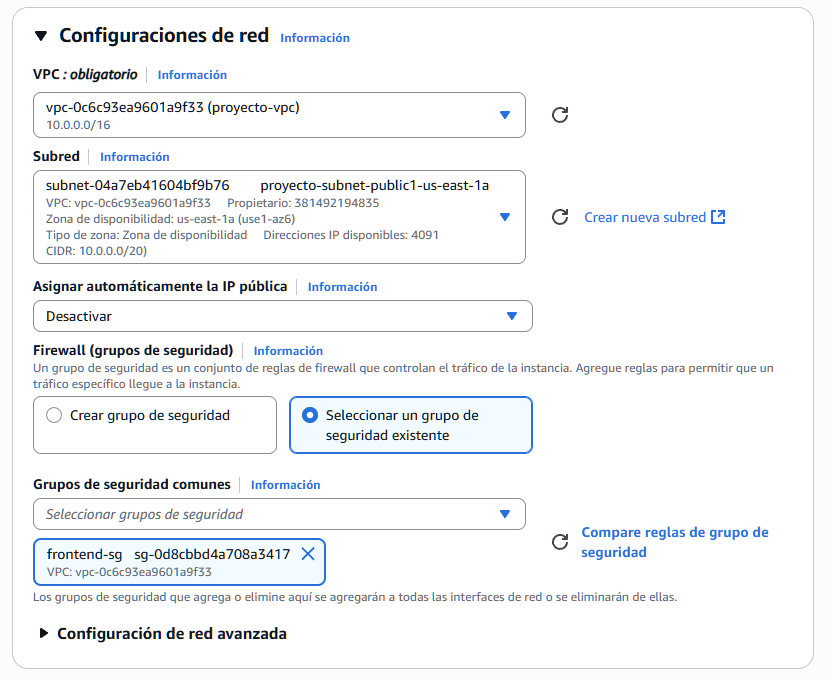 Configuraciones de red Información
VPC : obligatorio Información
vpc-0c6c93ea9601a9f33 (proyecto-vpc)
10.0.0.0/16
Subred Información
subnet-04a7eb41604bf9b76 proyecto-subnet-public1-us-east-1a
VPC: vpc-0c6c93ea9601a9f33 Propietario: 381492194835
Zona de disponibilidad: us-east-1a (use1-az6)
Tipo de zona: Zona de disponibilidad Direcciones IP disponibles: 4091
CIDR: 10.0.0.0/20)
Crear nueva subred
Asignar automáticamente la IP pública Información
Desactivar
Firewall (grupos de seguridad) Información
Un grupo de seguridad es un conjunto de reglas de firewall que controlan el tráfico de la instancia. Agregue reglas para permitir que un
tráfico específico llegue a la instancia.
Crear grupo de seguridad
Seleccionar un grupo de
seguridad existente
Grupos de seguridad comunes Información
Seleccionar grupos de seguridad
frontend-sg sg-0d8cbbd4a708a3417
VPC: vpc-0c6c93ea9601a9f33
Compare reglas de grupo de
seguridad
Los grupos de seguridad que agrega o elimine aquí se agregarán a todas las interfaces de red o se eliminarán de ellas.
Configuración de red avanzada